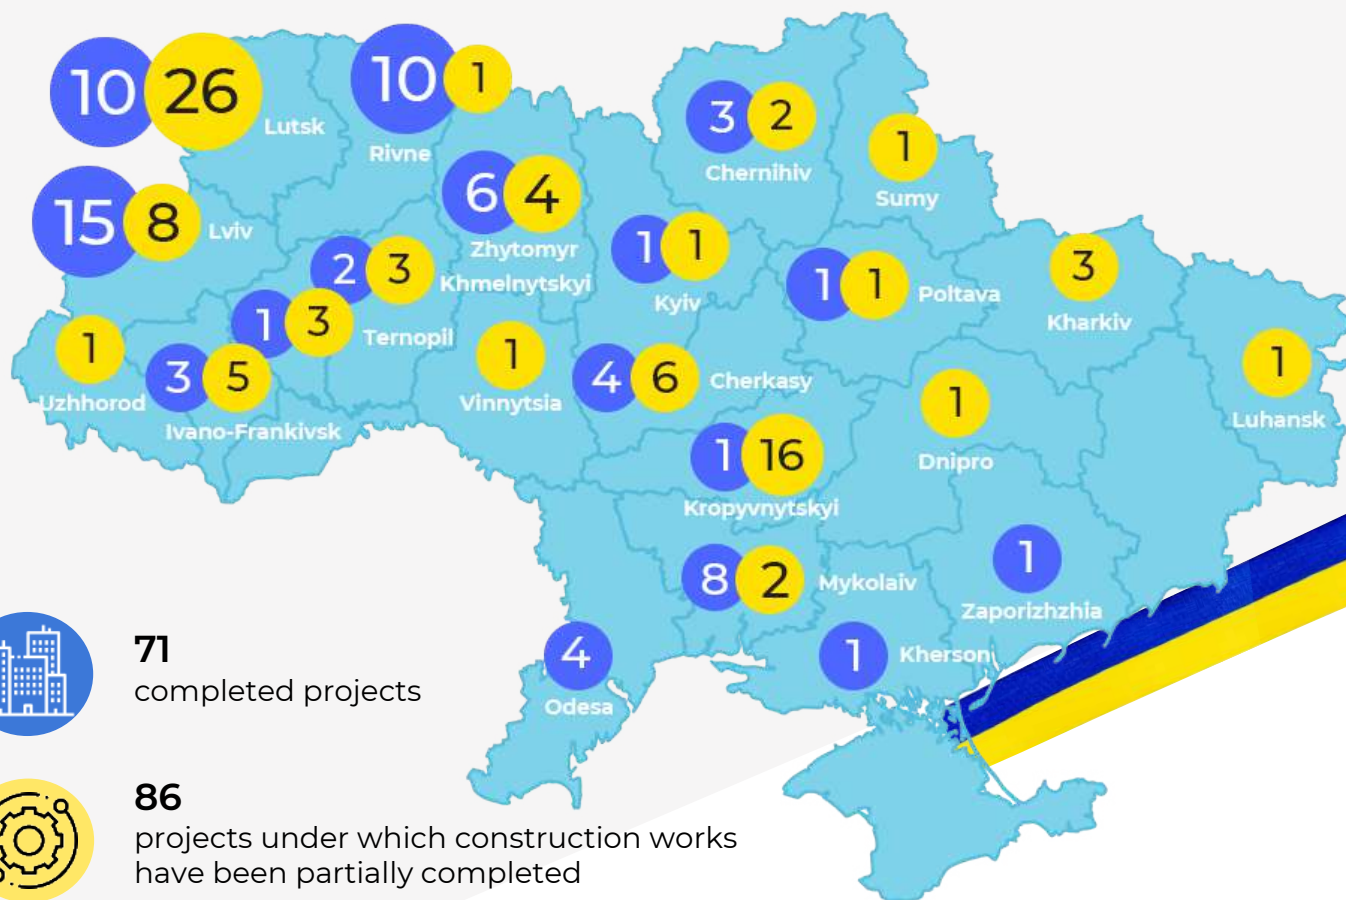 10 26
Lutsk
10 1
Rivne
3 2
Chernihiv
1
Sumy
15 8 Lviv
6 4
Zhytomyr
2 3 Khmelnytskyi
1 1
Kyiv
1 1 Poltava
3
Kharkiv
1 3 Ternopil
1
Uzhhorod
3 5
Ivano-Frankivsk
1
Vinnytsia
4 6 Cherkasy
1
Dnipro
1
Luhansk
1 16
Kropyvnytskyi
8 2 Mykolaiv
1
Zaporizhzhia
4
Odesa
1 Kherson
71
completed projects
86
projects under which construction works
have been partially completed